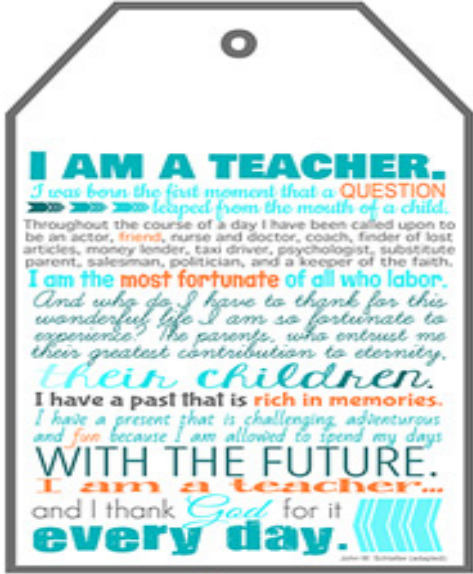 I AM A TEACHER.
I was born the first moment that a QUESTION
leaped from the mouth of a child.
Throughout the course of a day I have been called upon to
be an actor, friend, nurse and doctor, coach, finder of lost
articles, money lender, taxi driver, psychologist, substitute
parent, salesman, politician, and a keeper of the faith.
I am the most fortunate of all who labor.
And who do I have to thank for this
wonderful life I am so fortunate to
experience? The parents, who entrust me
their greatest contribution to eternity,
their children.
I have a past that is rich in memories.
I have a present that is challenging, adventurous
and fun because I am allowed to spend my days
WITH THE FUTURE.
I am a teacher...
and I thank God for it
every day.
John W. Schlatter (adapted)